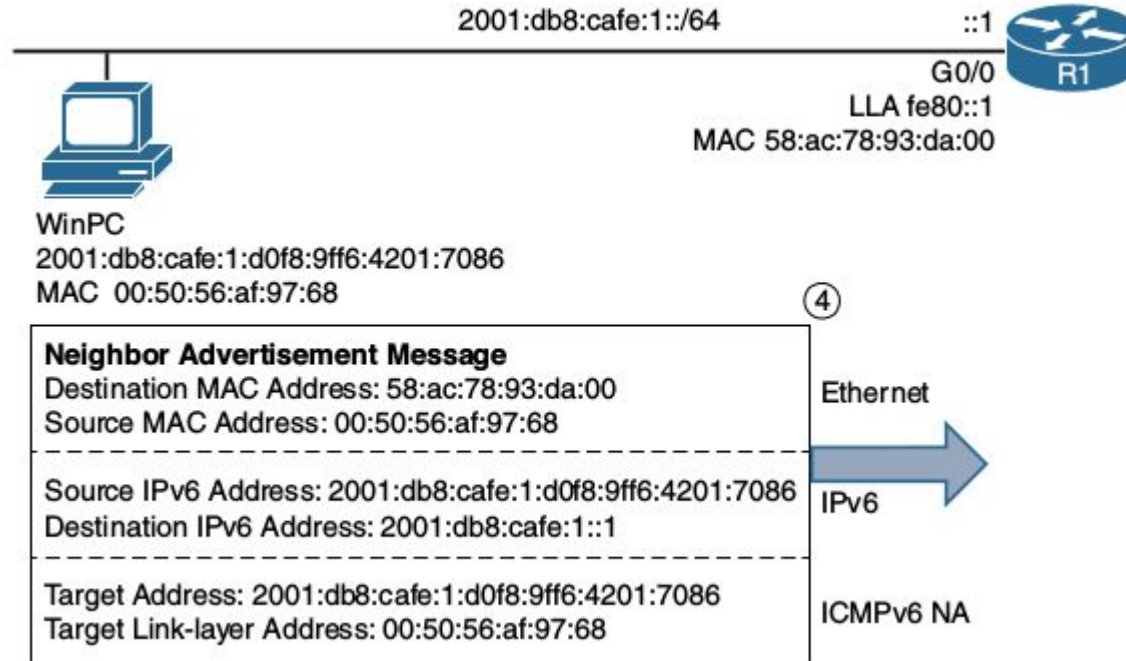 2001:db8:cafe:1::/64
::1
R1
G0/0
LLA fe80::1
MAC 58:ac:78:93:da:00
WinPC
2001:db8:cafe:1:d0f8:9ff6:4201:7086
MAC 00:50:56:af:97:68
④
Neighbor Advertisement Message
Destination MAC Address: 58:ac:78:93:da:00
Source MAC Address: 00:50:56:af:97:68
Ethernet
Source IPv6 Address: 2001:db8:cafe:1:d0f8:9ff6:4201:7086
Destination IPv6 Address: 2001:db8:cafe:1::1
IPv6
Target Address: 2001:db8:cafe:1:d0f8:9ff6:4201:7086
Target Link-layer Address: 00:50:56:af:97:68
ICMPv6 NA